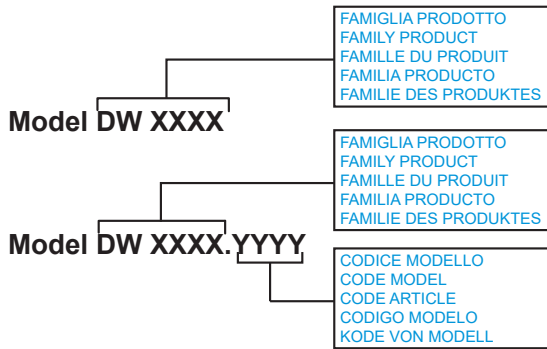 FAMIGLIA PRODOTTO
FAMILY PRODUCT
FAMILLE DU PRODUIT
FAMILIA PRODUCTO
FAMILIE DES PRODUKTES
Model DW XXXX
FAMIGLIA PRODOTTO
FAMILY PRODUCT
FAMILLE DU PRODUIT
FAMILIA PRODUCTO
FAMILIE DES PRODUKTES
Model DW XXXX.YYYY
CODICE MODELLO
CODE MODEL
CODE ARTICLE
CODIGO MODELO
KODE VON MODELL